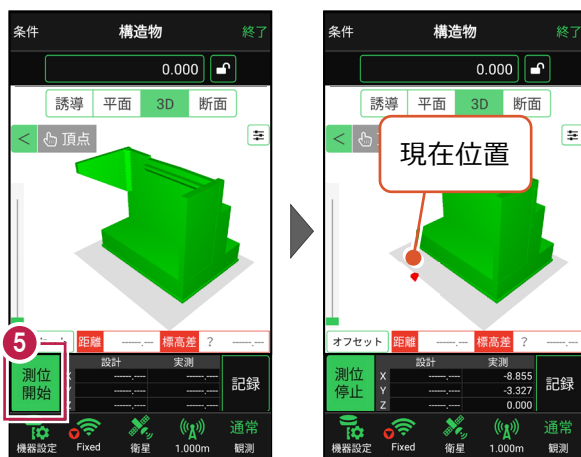 条件 構造物 終了
0.000
誘導 平面 3D 断面
< 頂点
5
距離 -----.--- 標高差 ? -----.---
設計 実測
測位開始
X -----.---- -----.----
-----.---- -----.----
-----.---- -----.----
記録
機器設定 Fixed 衛星 1.000m 通常観測
条件 構造物 終了
0.000
誘導 平面 3D 断面
<
現在位置
オフセット 距離 -----.--- 標高差 ? -----.---
設計 実測
測位停止
X -----.---- -8.855
Y -----.---- -3.327
Z -----.---- 0.000
記録
機器設定 Fixed 衛星 1.000m 通常観測